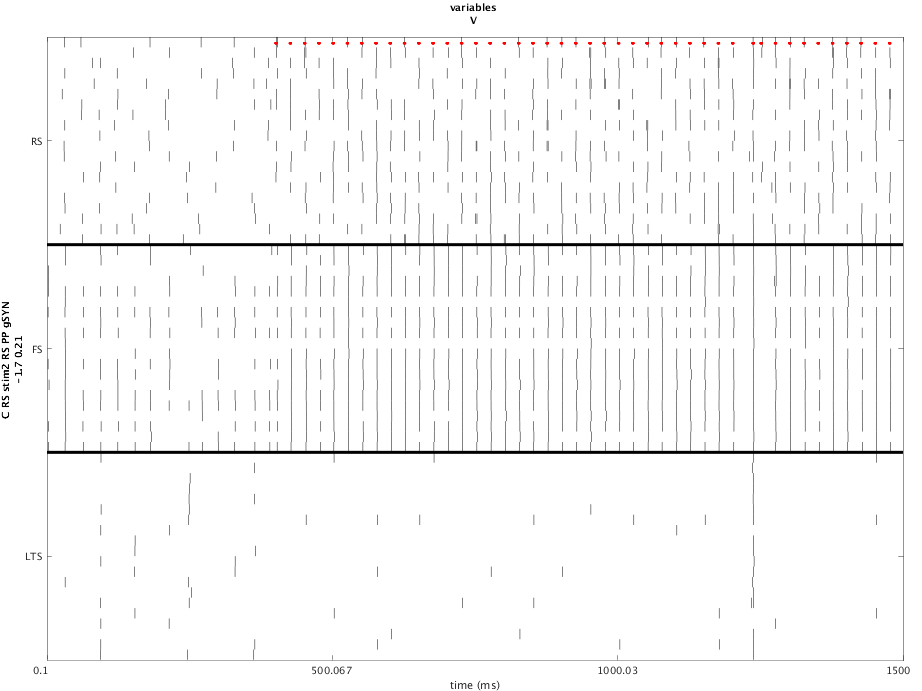 variables
V
RS
FS
LTS
C RS stim2 RS PP gSYN
-1.7 0.21
0.1
500.067
1000.03
1500
time (ms)